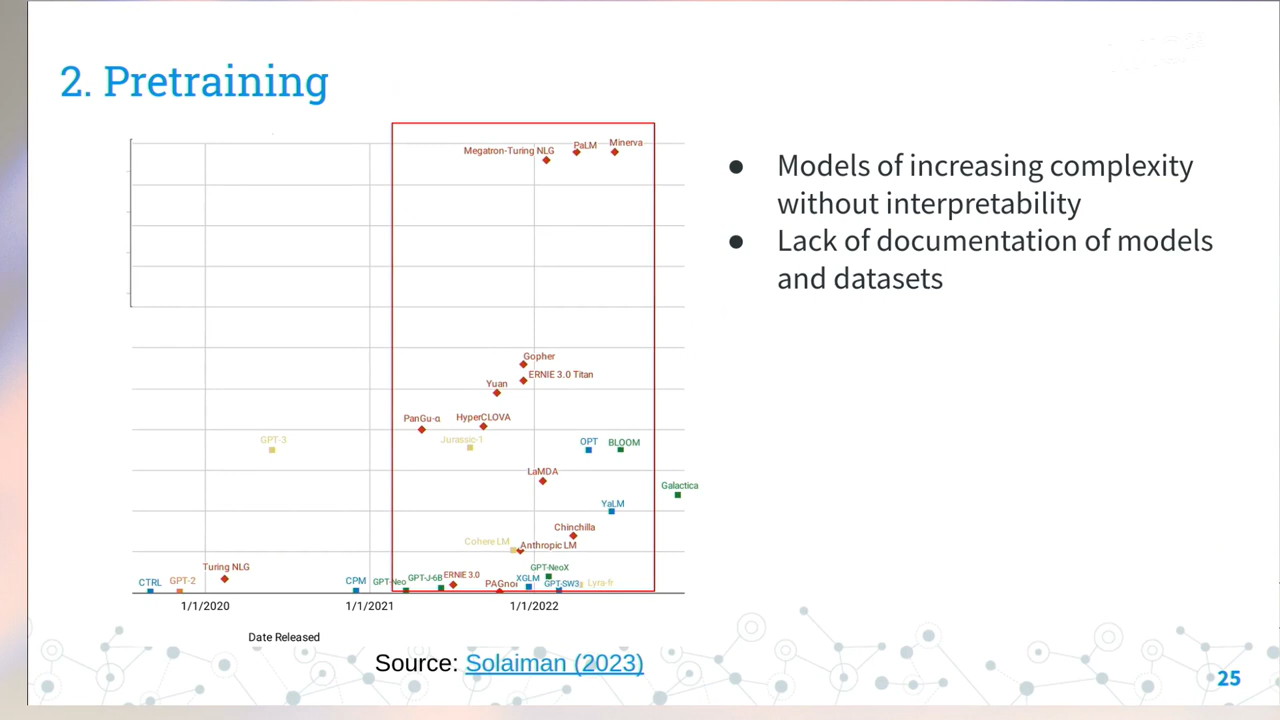 2. Pretraining
Megatron-Turing NLG
PaLM
Minerva
Models of increasing complexity
without interpretability
Lack of documentation of models
and datasets
Gopher
ERNIE 3.0 Titan
Yuan
PanGu-α
HyperCLOVA
GPT-3
Jurassic-1
OPT
BLOOM
LaMDA
Galactica
YaLM
Chinchilla
Cohere LM
Anthropic LM
Turing NLG
GPT-NeoX
CTRL
GPT-2
CPM
GPT-Neo
GPT-J-6B
ERNIE 3.0
PAGnol
XGLM
GPT-SW3
Lyra-fr
1/1/2020
1/1/2021
1/1/2022
Date Released
Source: Solaiman (2023)
25